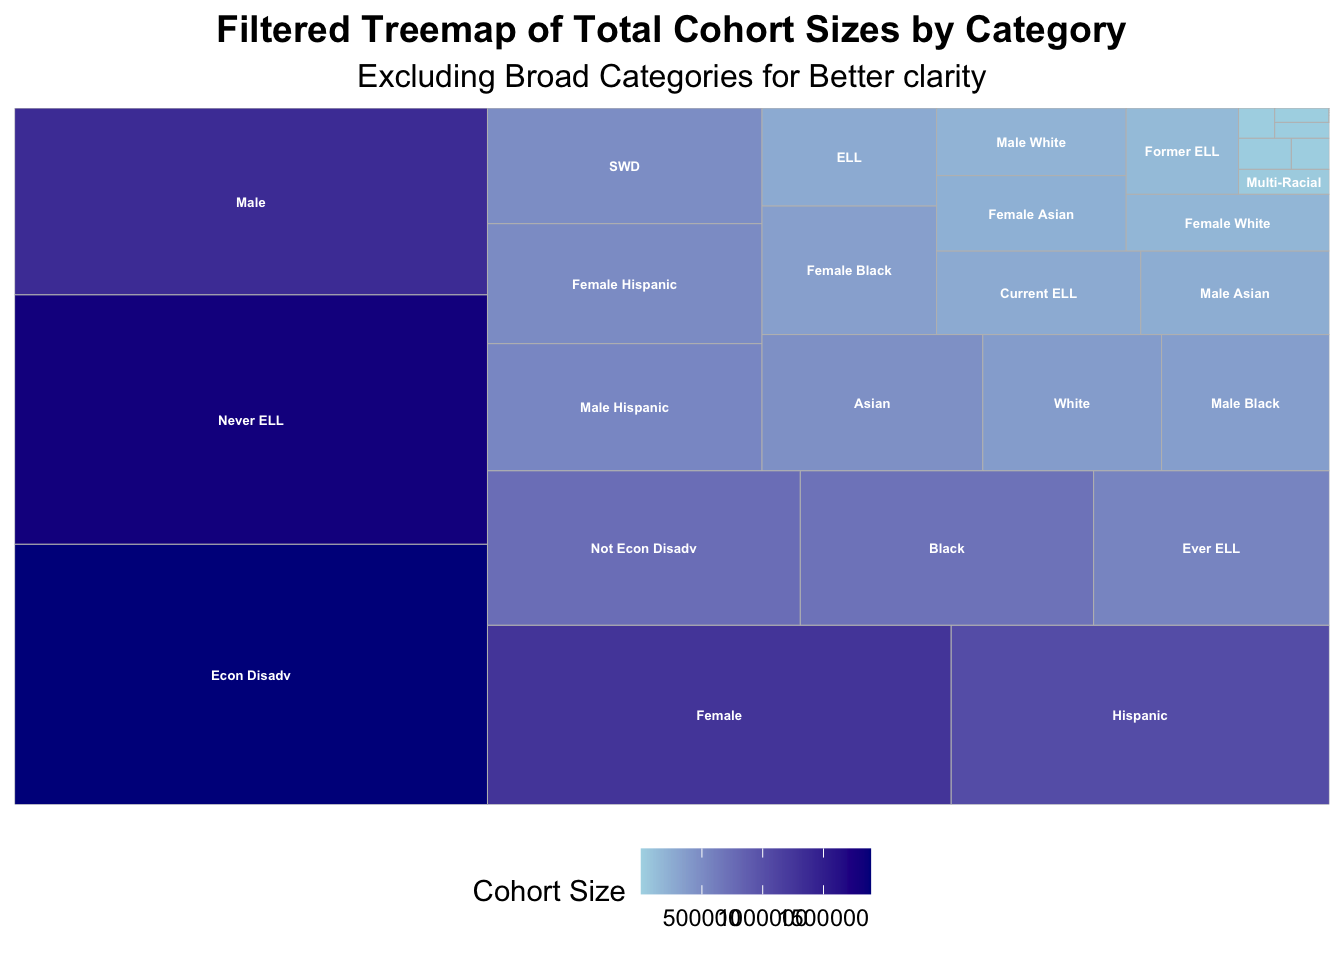 Filtered Treemap of Total Cohort Sizes by Category
Excluding Broad Categories for Better clarity
Male
SWD
ELL
Male White
Former ELL
Multi-Racial
Female Asian
Female White
Female Hispanic
Female Black
Current ELL
Male Asian
Never ELL
Male Hispanic
Asian
White
Male Black
Not Econ Disadv
Black
Ever ELL
Econ Disadv
Female
Hispanic
Cohort Size
500000
1000000
1500000